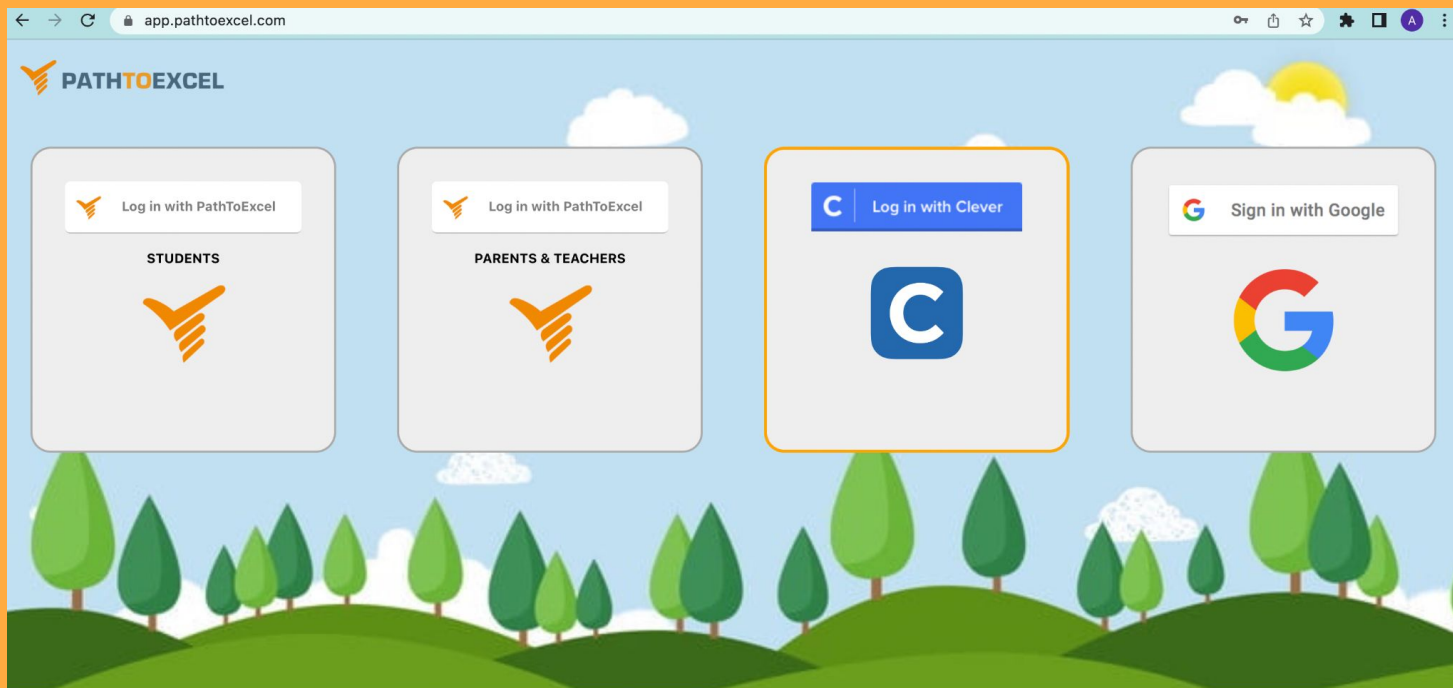 app.pathtoexcel.com
A
PATHTOEXCEL
Log in with PathToExcel
STUDENTS
Log in with PathToExcel
PARENTS & TEACHERS
C Log in with Clever
C
G Sign in with Google
G